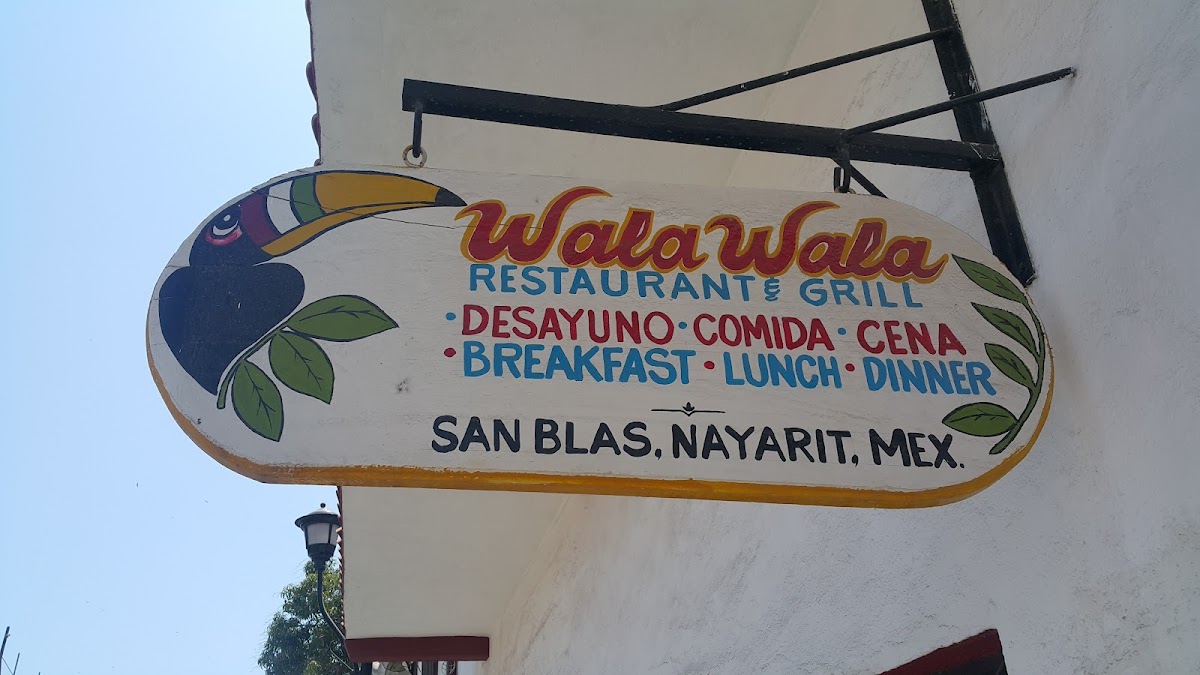 Wala Wala
RESTAURANT & GRILL
• DESAYUNO • COMIDA • CENA
• BREAKFAST • LUNCH • DINNER
SAN BLAS, NAYARIT, MEX.